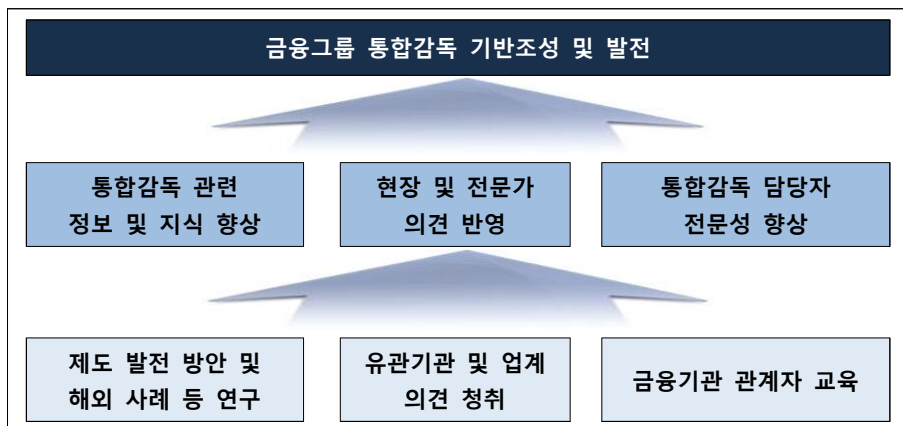 금융그룹 통합감독 기반조성 및 발전
통합감독 관련
정보 및 지식 향상
현장 및 전문가
의견 반영
통합감독 담당자
전문성 향상
제도 발전 방안 및
해외 사례 등 연구
유관기관 및 업계
의견 청취
금융기관 관계자 교육